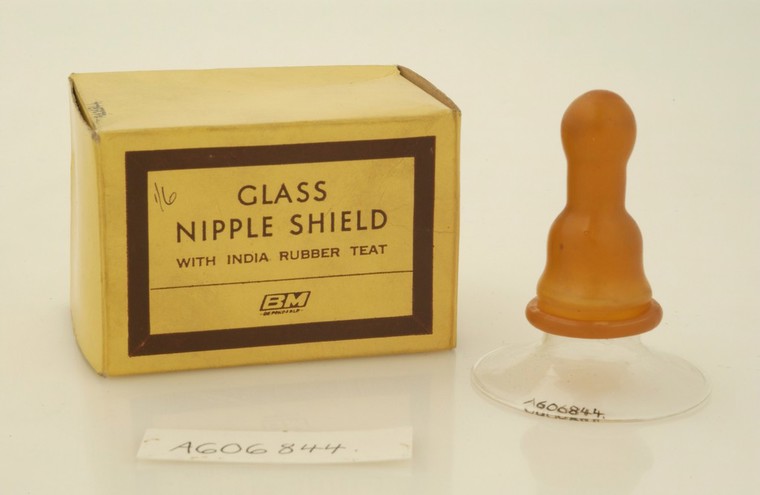 1/6
GLASS
NIPPLE SHIELD
WITH INDIA RUBBER TEAT
BM
A606844.
A606844.